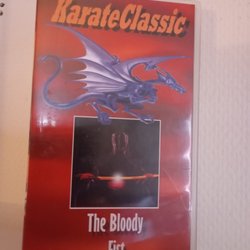 KarateClassic
The Bloody
Fist